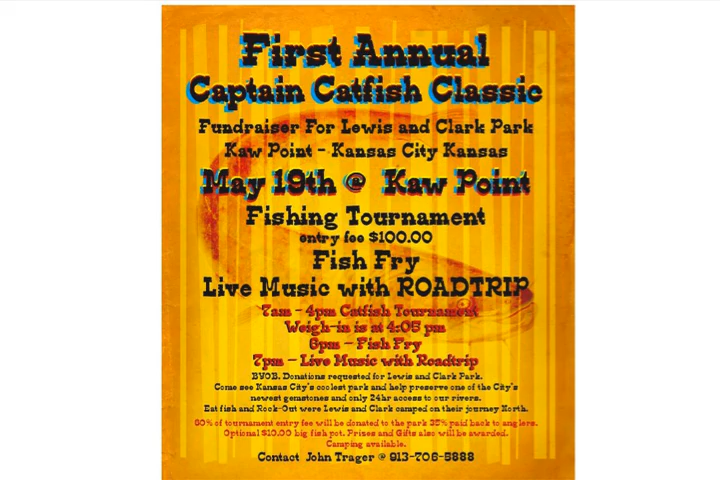 First Annual
Captain Catfish Classic
Fundraiser For Lewis and Clark Park
Kaw Point - Kansas City Kansas
May 19th @ Kaw Point
Fishing Tournament
entry fee $100.00
Fish Fry
Live Music with ROADTRIP
7am - 4pm Catfish Tournament
Weigh-in is at 4:05 pm
6pm – Fish Fry
7pm – Live Music with Roadtrip
BYOB. Donations requested for Lewis and Clark Park.
Come see Kansas City's coolest park and help preserve one of the City's
newest gemstones and only 24hr access to our rivers.
Eat fish and Rock-Out were Lewis and Clark camped on their journey North.
of tournament entry fee will be donated to the park 35% paid back to anglers.
Optional $10.00 big fish pot. Prizes and Gifts also will be awarded.
Camping available.
Contact John Trager @ 913-706-5888